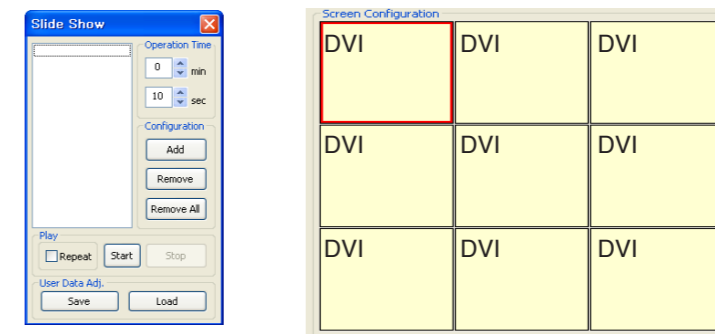 Slide Show
Operation Time
0 min
10 sec
Configuration
Add
Remove
Remove All
Play
Repeat Start Stop
User Data Adj.
Save Load
Screen Configuration
DVI DVI DVI
DVI DVI DVI
DVI DVI DVI